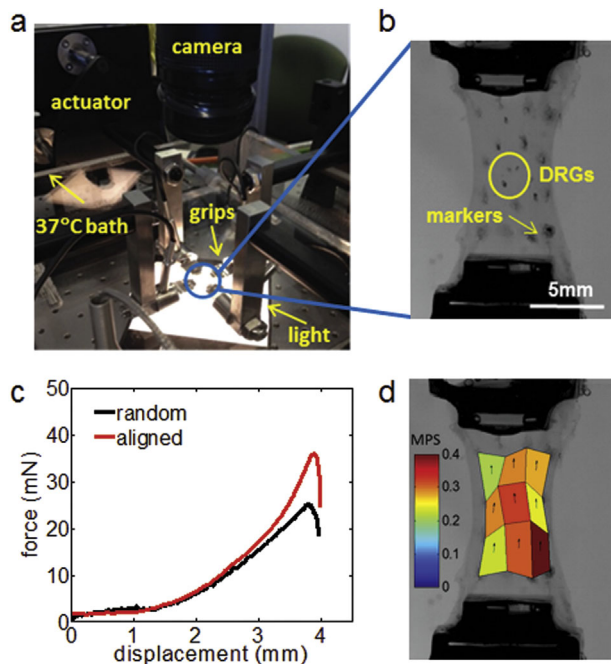 a
camera
actuator
37°C bath
grips
light
b
DRGs
markers
5mm
c
50
40
30
20
10
0
force (mN)
random
aligned
0 1 2 3 4 5
displacement (mm)
d
MPS
0.4
0.3
0.2
0.1
0